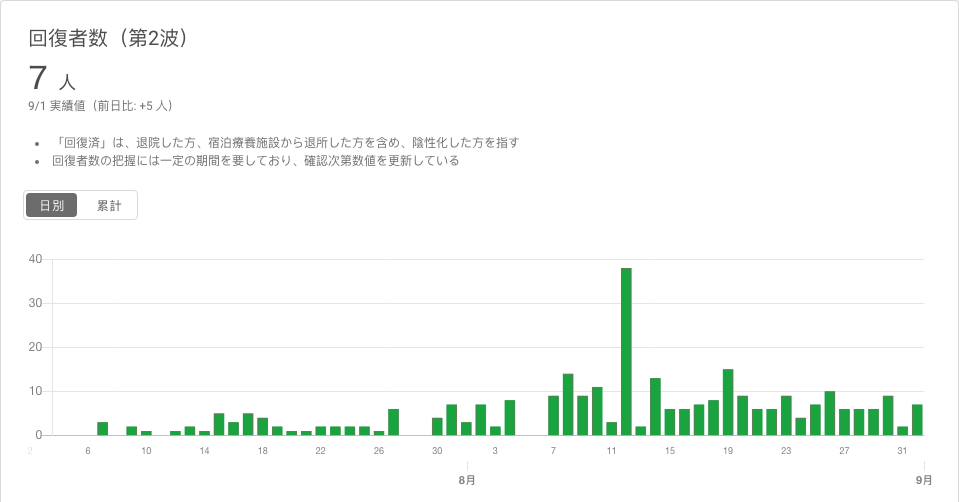 回復者数（第2波）
7 人
9/1 実績値（前日比: +5 人）
• 「回復済」は、退院した方、宿泊療養施設から退所した方を含め、陰性化した方を指す
• 回復者数の把握には一定の期間を要しており、確認次第数値を更新している
日別 累計
40
30
20
10
0
2 6 10 14 18 22 26 30 3 7 11 15 19 23 27 31
8月 9月